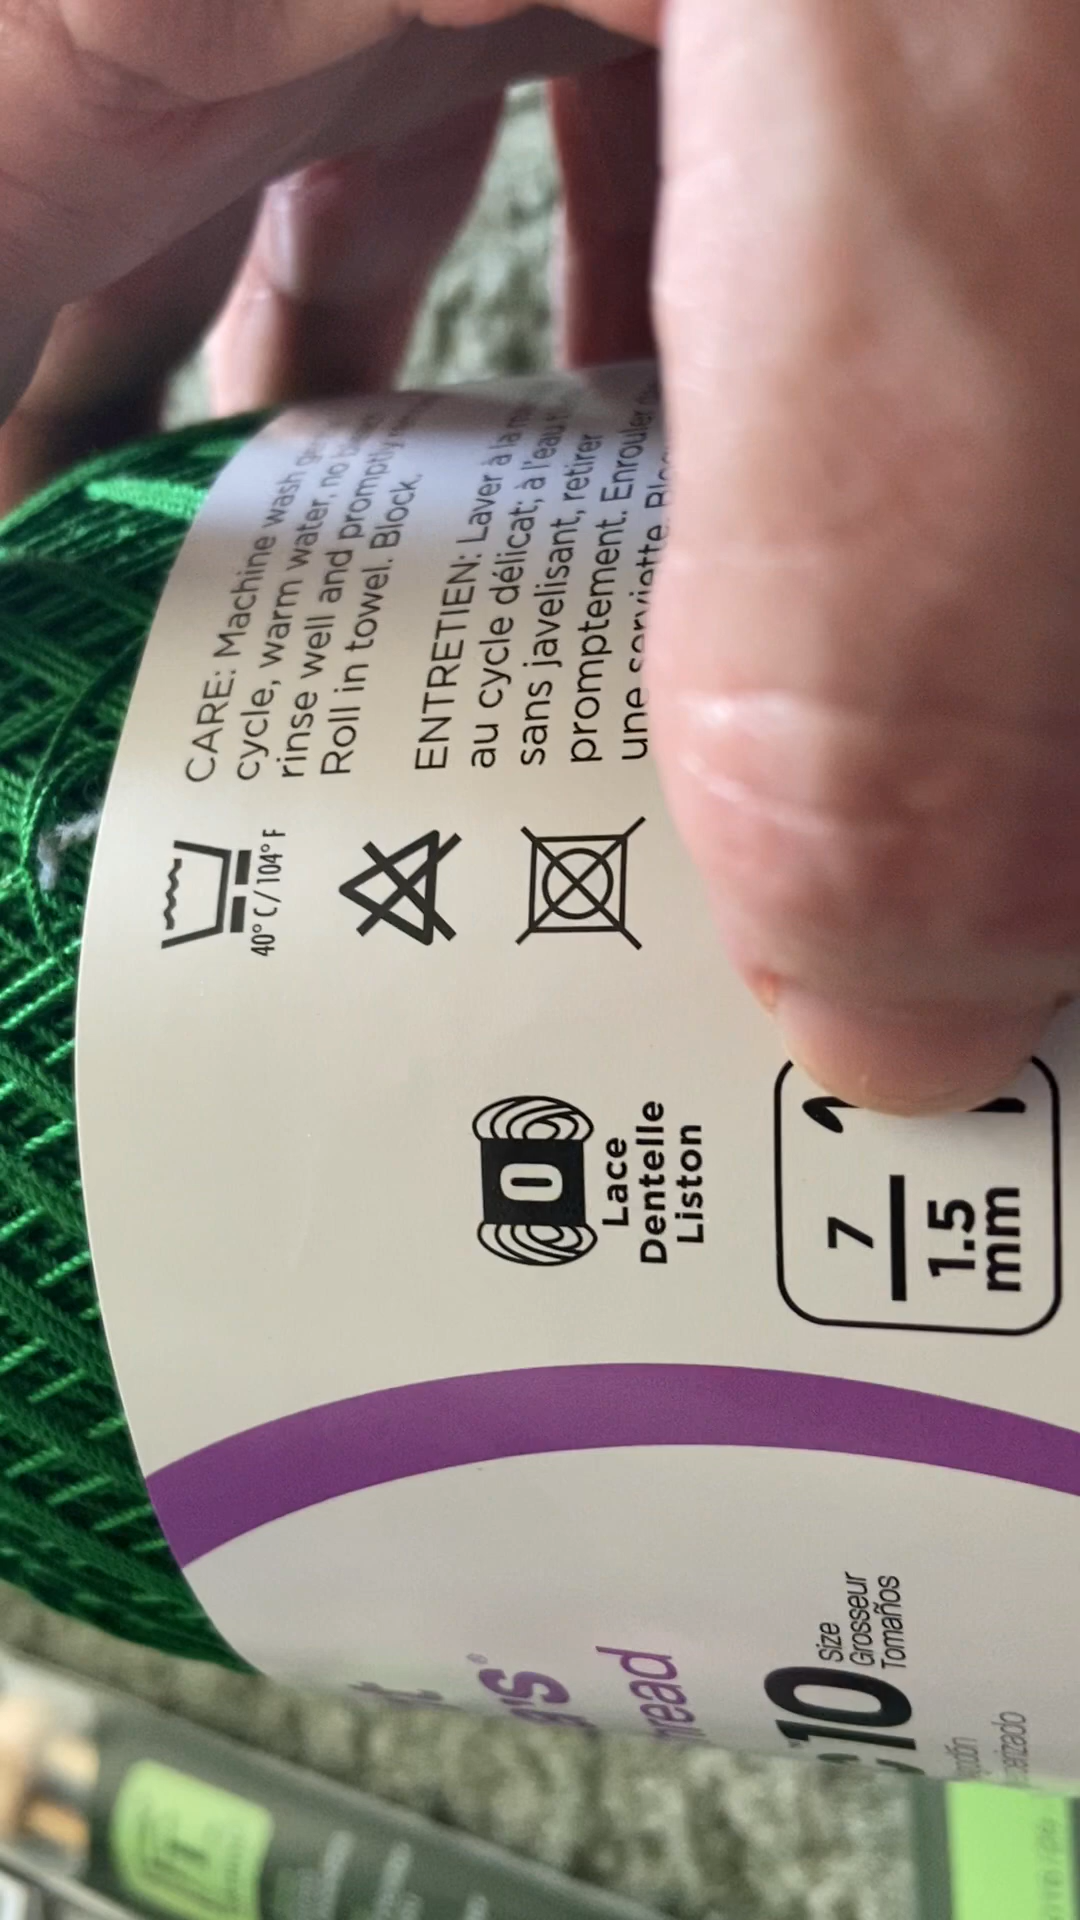 CARE: Machine wash
cycle, warm water, no
rinse well and promptly
Roll in towel. Block.
40° C / 104° F
ENTRETIEN: Laver à la
au cycle délicat; à l'eau
sans javelisant, retirer
promptement. Enrouler
une serviette.
0
Lace
Dentelle
Liston
7
1.5
mm
10
Size
Grosseur
Tomaños